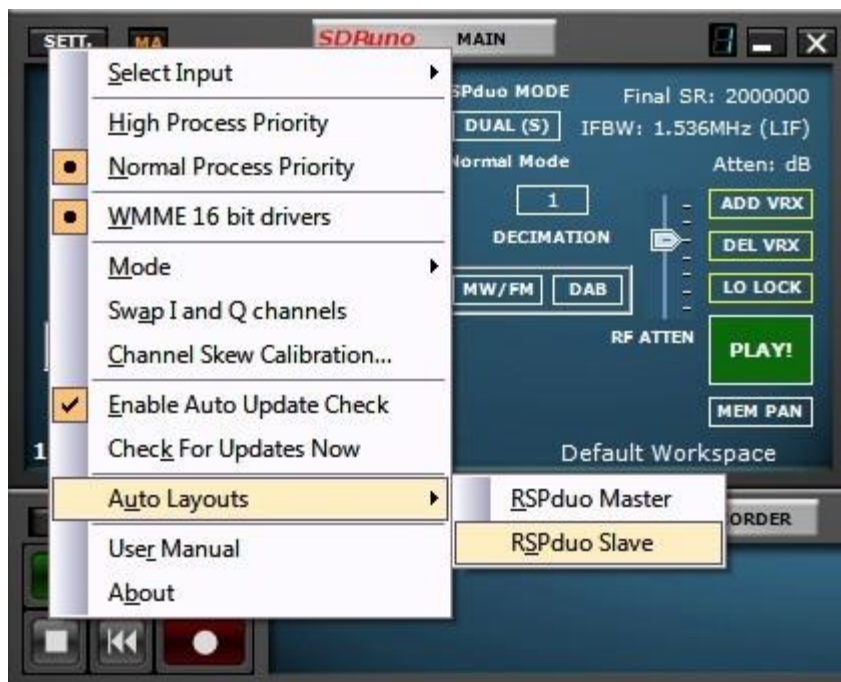 SETT.
MA
SDRuno MAIN
Select Input
High Process Priority
Normal Process Priority
WMME 16 bit drivers
Mode
Swap I and Q channels
Channel Skew Calibration...
Enable Auto Update Check
Check For Updates Now
Auto Layouts
User Manual
About
RSPduo Master
RSPduo Slave
SPduo MODE
Final SR: 2000000
DUAL (S)
IFBW: 1.536MHz (LIF)
Normal Mode
Atten: dB
1
ADD VRX
DECIMATION
DEL VRX
MW/FM
DAB
LO LOCK
RF ATTEN
PLAY!
MEM PAN
1
Default Workspace
ORDER